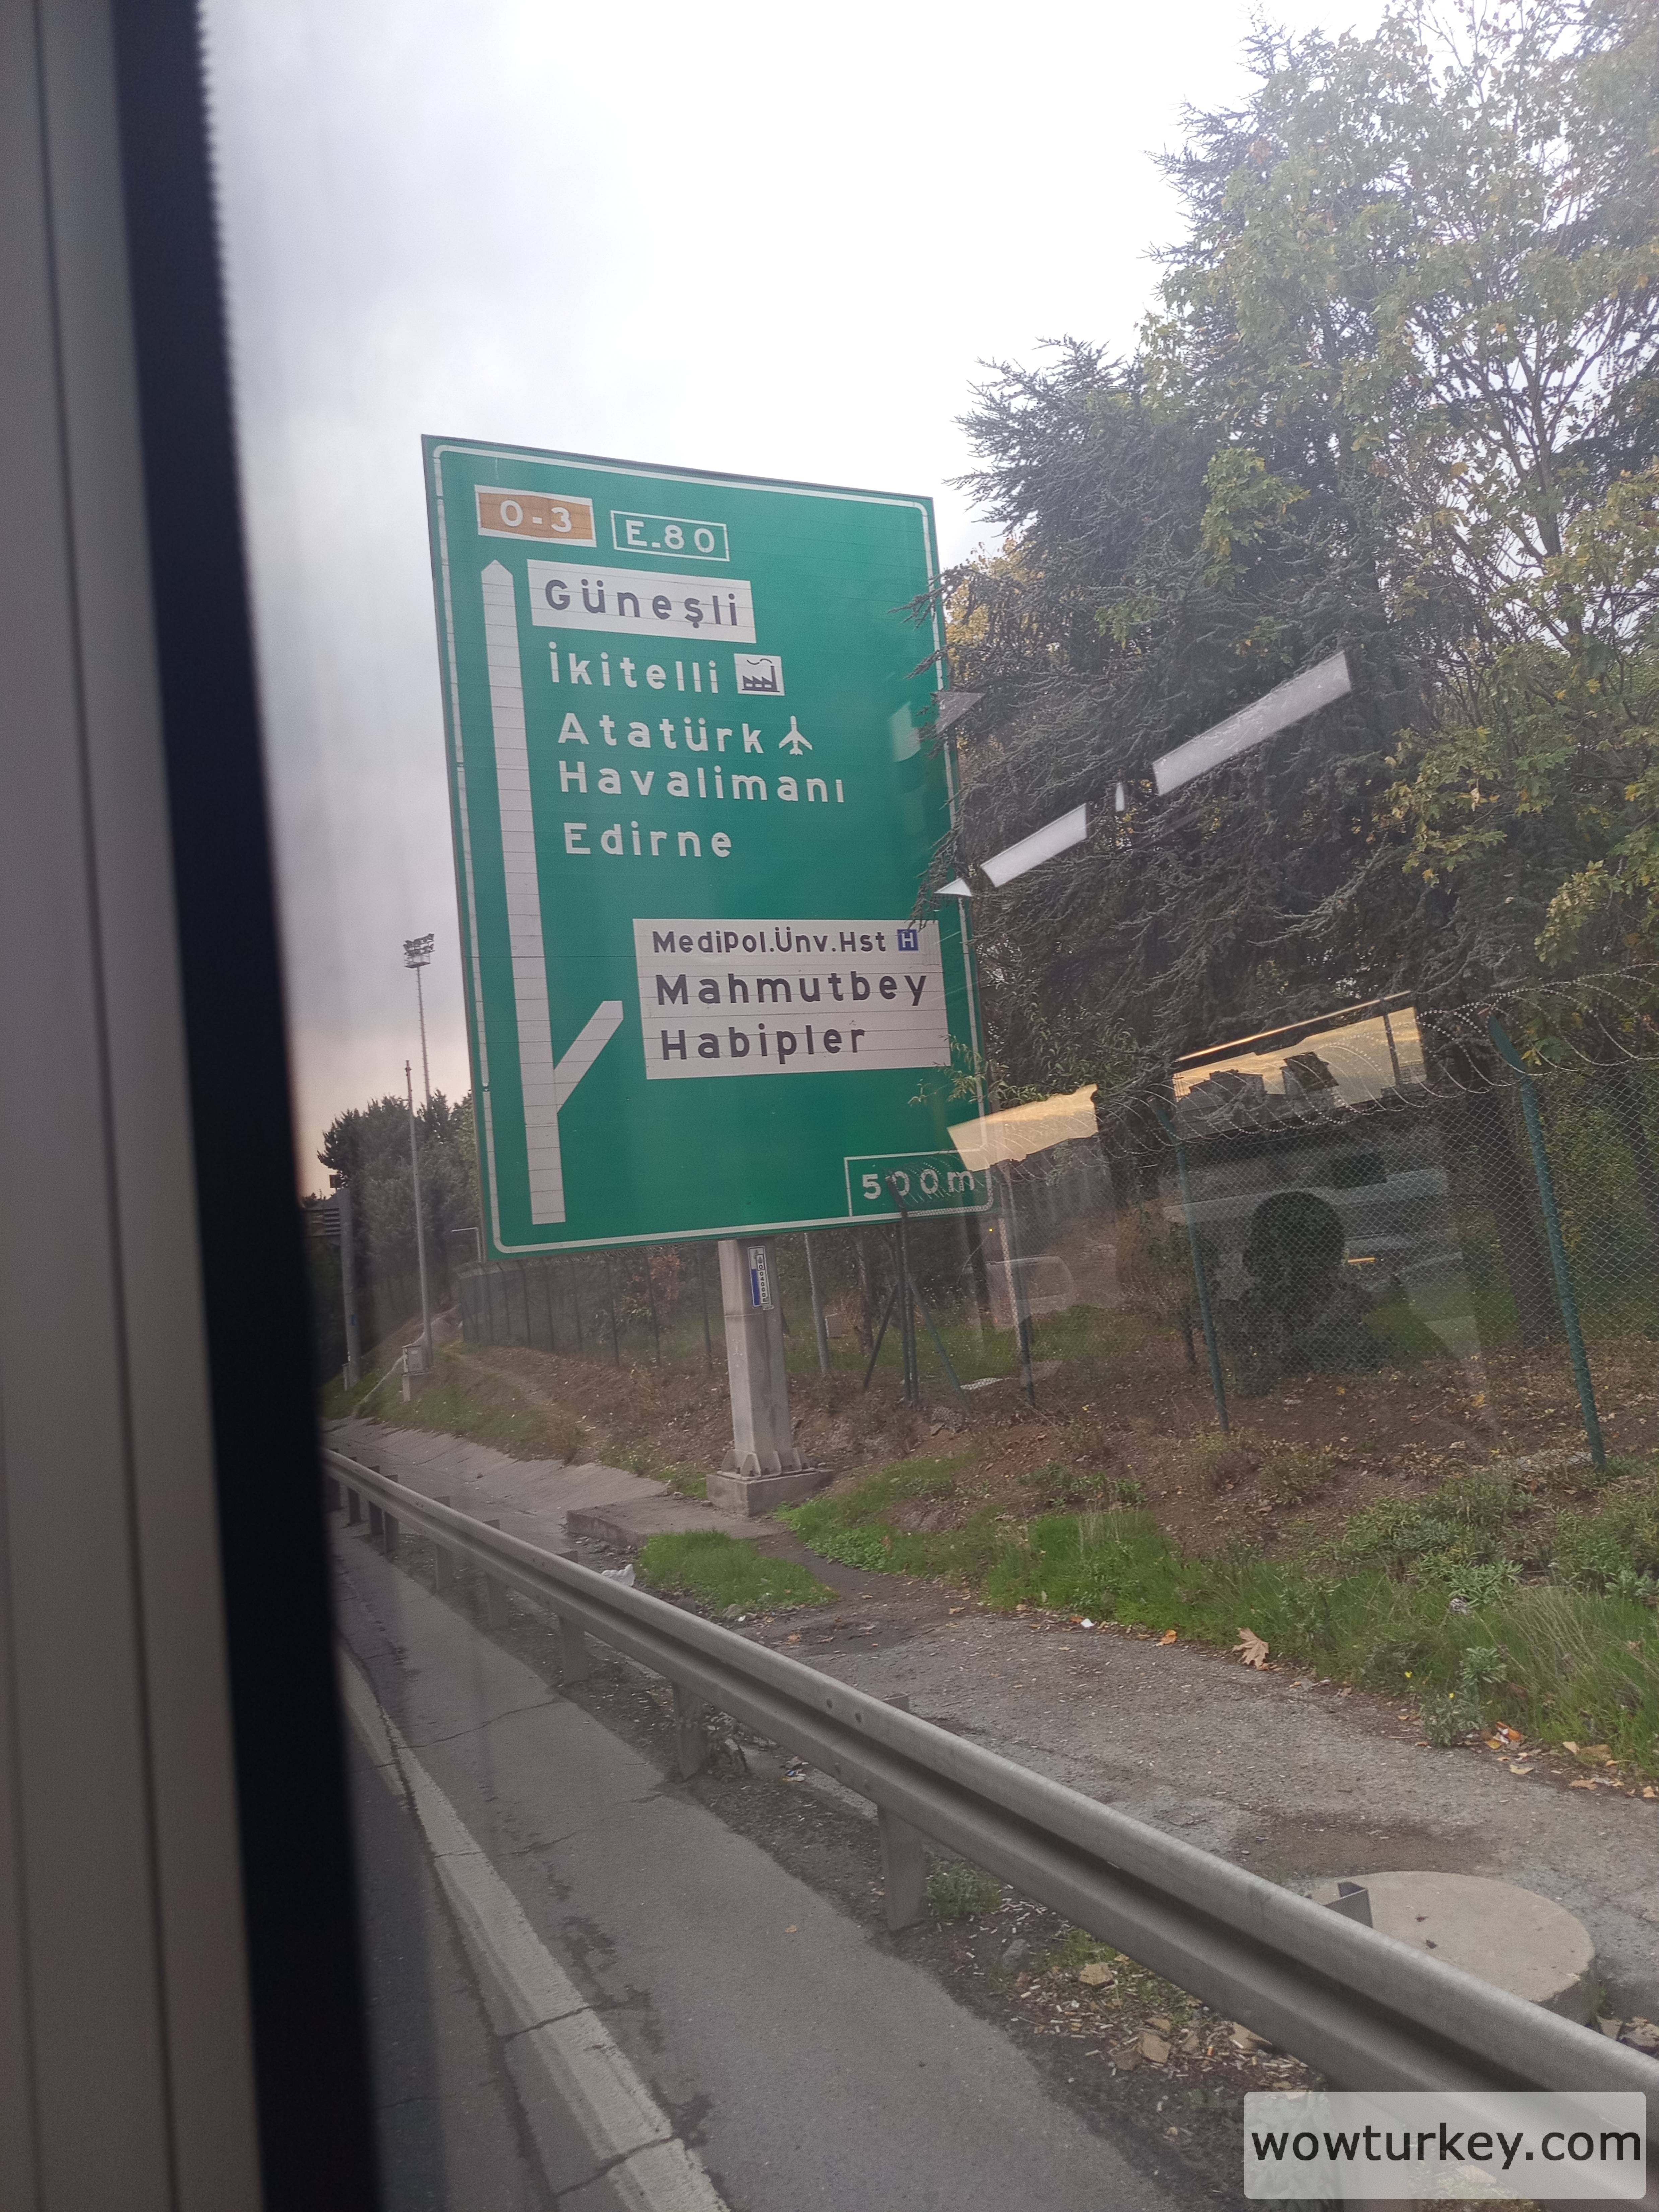 O-3 E-80
Güneşli
İkitelli
Atatürk
Havalimanı
Edirne
MediPol.Ünv.Hst H
Mahmutbey
Habipler
500m
wowturkey.com